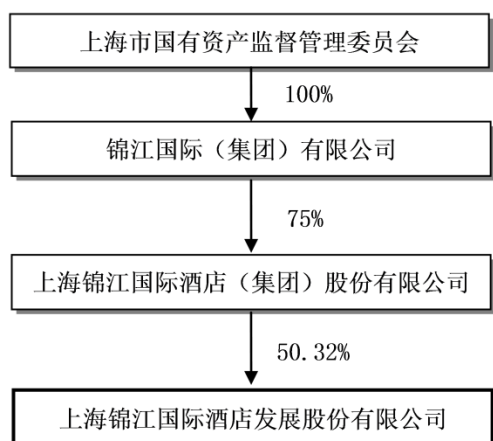 上海市国有资产监督管理委员会
100%
锦江国际（集团）有限公司
75%
上海锦江国际酒店（集团）股份有限公司
50.32%
上海锦江国际酒店发展股份有限公司